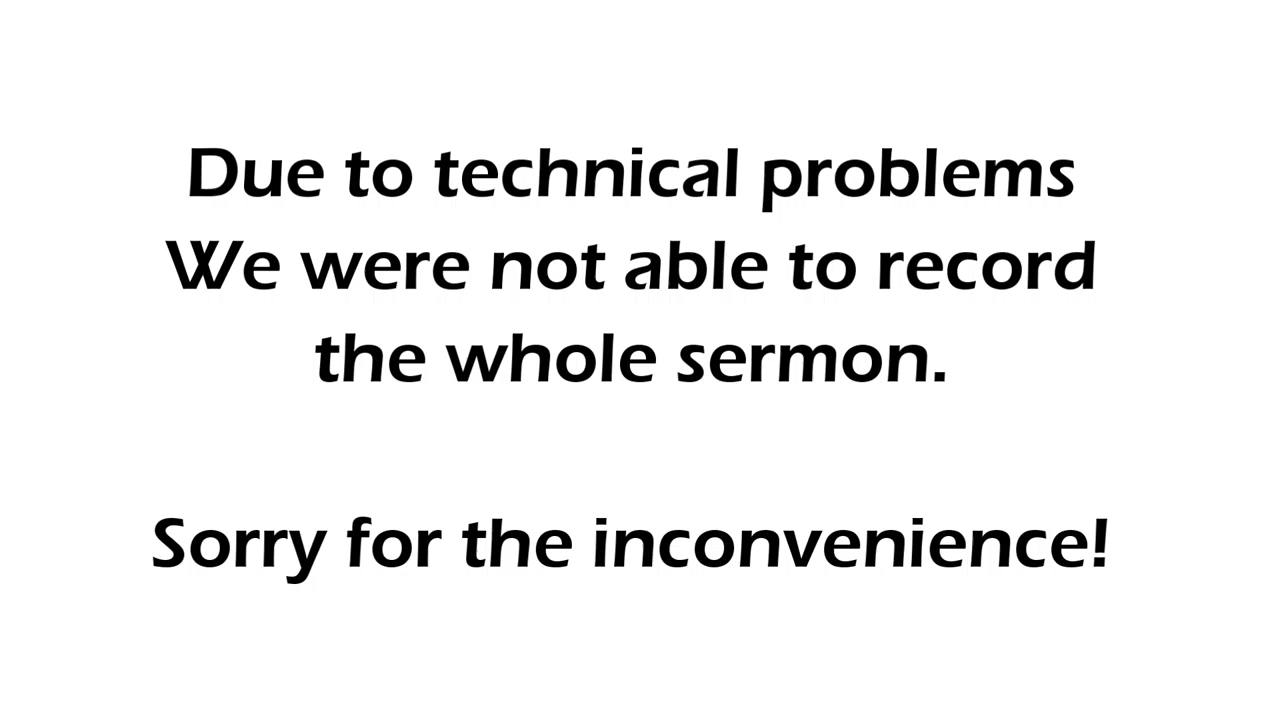 Due to technical problems
We were not able to record
the whole sermon.
Sorry for the inconvenience!